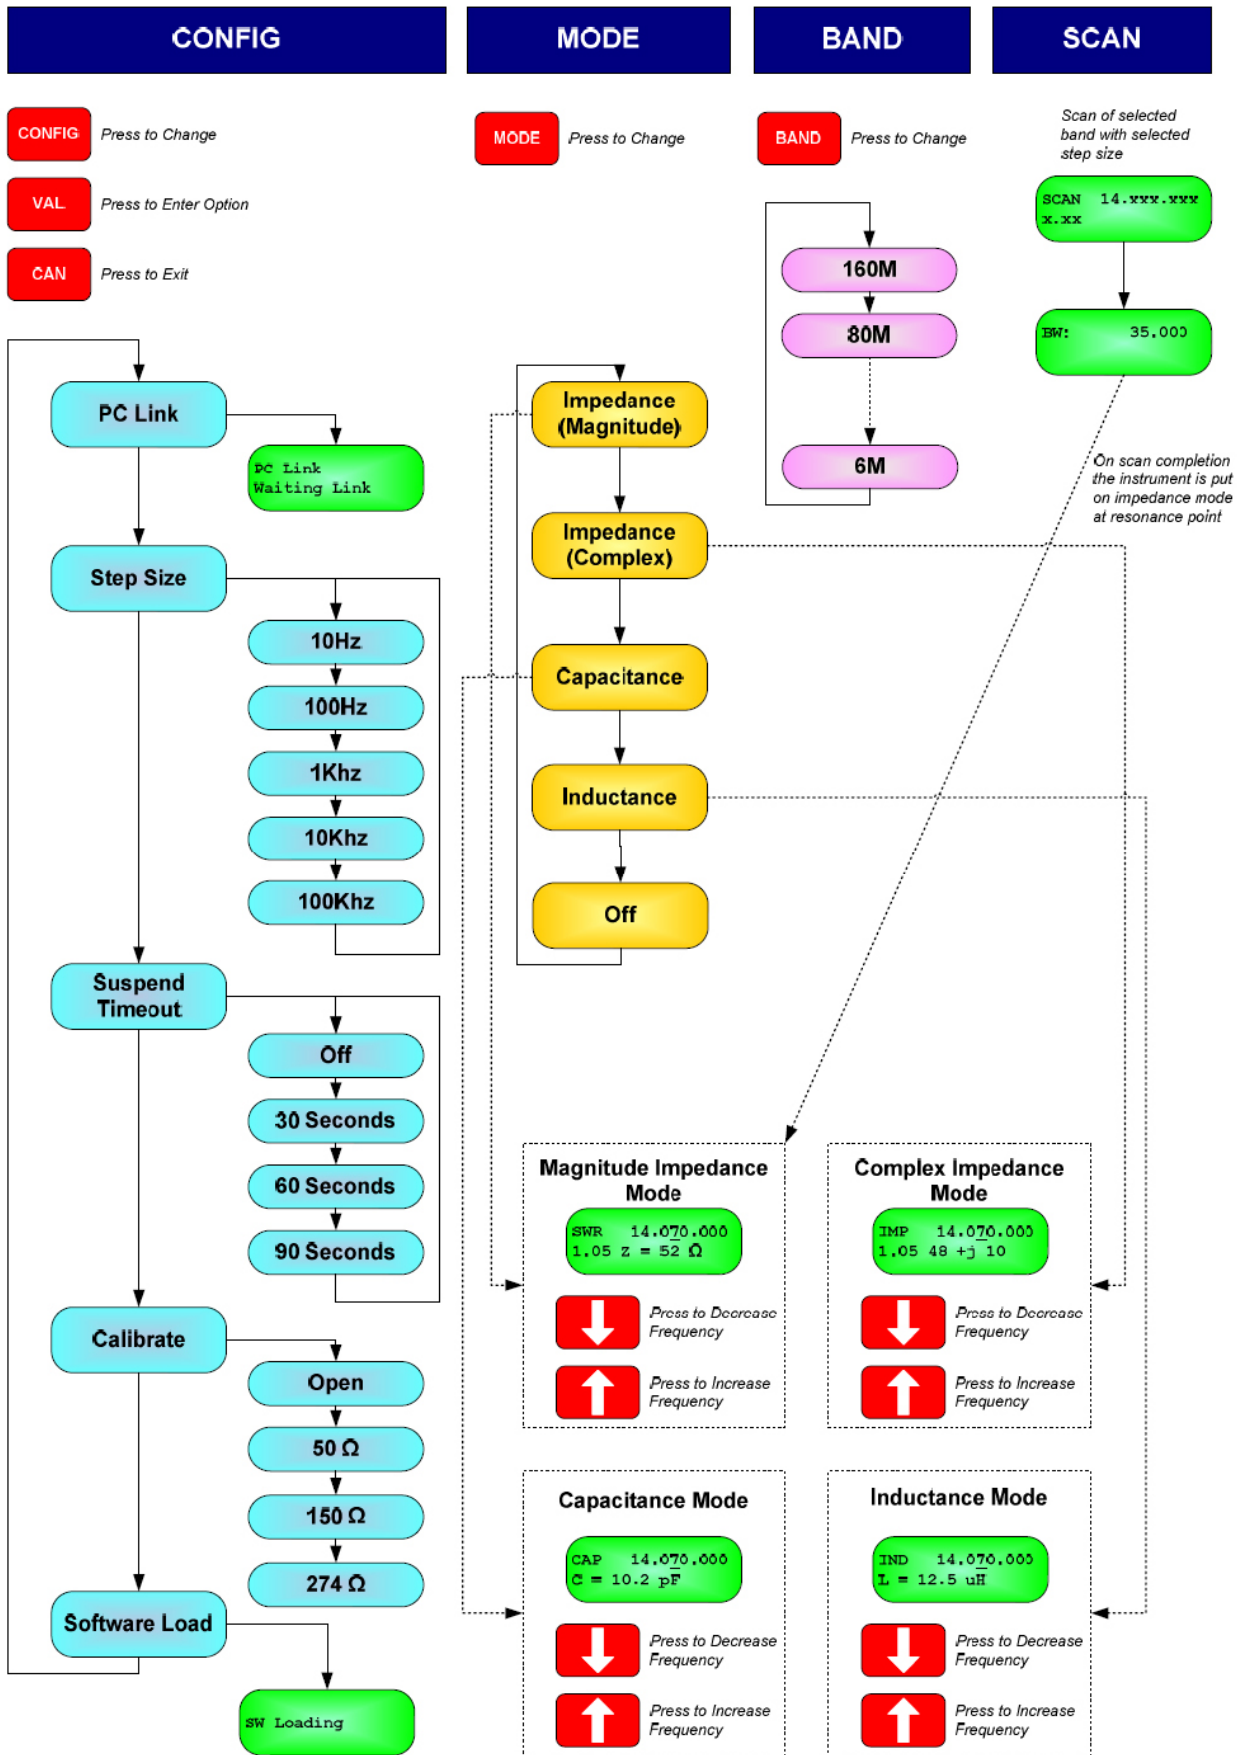 CONFIG
MODE
BAND
SCAN
CONFIG
Press to Change
VAL
Press to Enter Option
CAN
Press to Exit
PC Link
PC Link
Waiting Link
Step Size
10Hz
100Hz
1Khz
10Khz
100Khz
Suspend
Timeout
Off
30 Seconds
60 Seconds
90 Seconds
Calibrate
Open
50 Ω
150 Ω
274 Ω
Software Load
SW Loading
MODE
Press to Change
Impedance
(Magnitude)
Impedance
(Complex)
Capacitance
Inductance
Off
BAND
Press to Change
160M
80M
6M
Scan of selected
band with selected
step size
SCAN 14.xxx.xxx
x.xx
BW: 35.000
On scan completion
the instrument is put
on impedance mode
at resonance point
Magnitude Impedance
Mode
SWR 14.070.000
1.05 Z = 52 Ω
Press to Decrease
Frequency
Press to Increase
Frequency
Complex Impedance
Mode
IMP 14.070.000
1.05 48 +j 10
Press to Decrease
Frequency
Press to Increase
Frequency
Capacitance Mode
CAP 14.070.000
C = 10.2 pF
Press to Decrease
Frequency
Press to Increase
Frequency
Inductance Mode
IND 14.070.000
L = 12.5 uH
Press to Decrease
Frequency
Press to Increase
Frequency